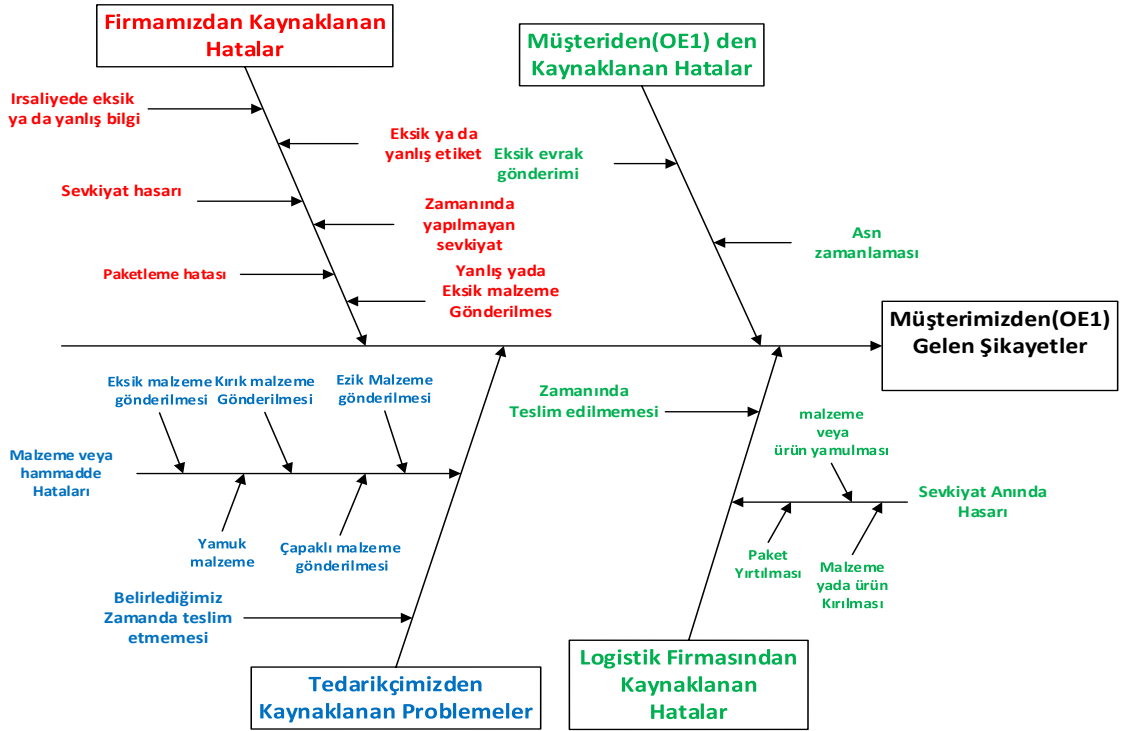 Firmamızdan Kaynaklanan
Hatalar
Müşteriden(OE1) den
Kaynaklanan Hatalar
Irsaliyede eksik
ya da yanlış bilgi
Eksik ya da
yanlış etiket
Eksik evrak
gönderimi
Sevkiyat hasarı
Zamanında
yapılmayan
sevkiyat
Asn
zamanlaması
Paketleme hatası
Yanlış yada
Eksik malzeme
Gönderilmes
Müşterimizden(OE1)
Gelen Şikayetler
Eksik malzeme
gönderilmesi
Kırık malzeme
Gönderilmesi
Ezik Malzeme
gönderilmesi
Zamanında
Teslim edilmemesi
malzeme
veya
ürün yamulması
Malzeme veya
hammadde
Hataları
Sevkiyat Anında
Hasarı
Yamuk
malzeme
Çapaklı malzeme
gönderilmesi
Paket
Yırtılması
Malzeme
yada ürün
Kırılması
Belirlediğimiz
Zamanda teslim
etmemesi
Tedarikçimizden
Kaynaklanan Problemeler
Logistik Firmasından
Kaynaklanan
Hatalar